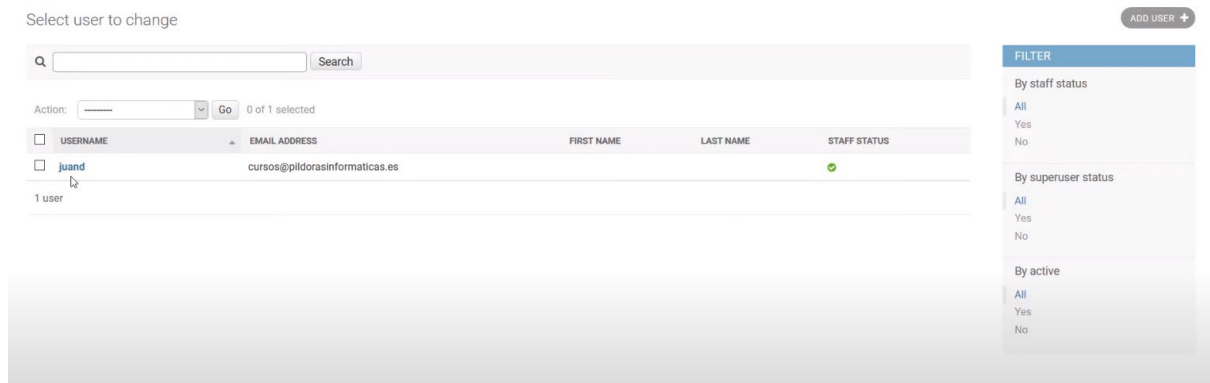 Select user to change
ADD USER +
Search
Action: --------- Go 0 of 1 selected
USERNAME EMAIL ADDRESS FIRST NAME LAST NAME STAFF STATUS
juand cursos@pildorasinformaticas.es
1 user
FILTER
By staff status
All
Yes
No
By superuser status
All
Yes
No
By active
All
Yes
No